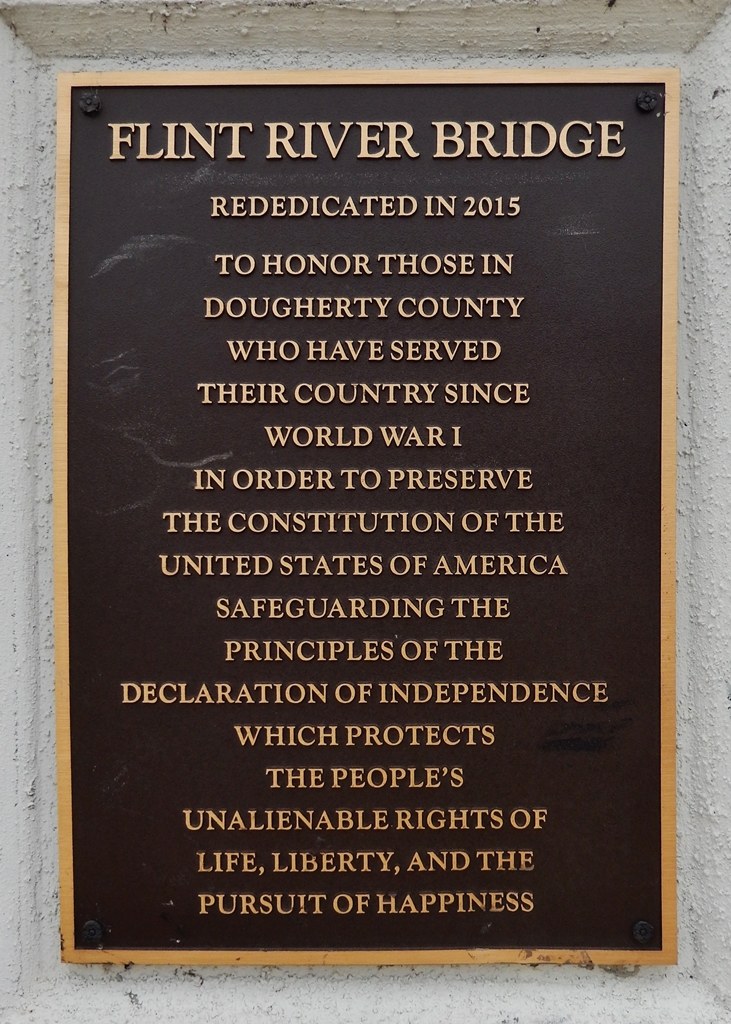 FLINT RIVER BRIDGE
REDEDICATED IN 2015
TO HONOR THOSE IN
DOUGHERTY COUNTY
WHO HAVE SERVED
THEIR COUNTRY SINCE
WORLD WAR I
IN ORDER TO PRESERVE
THE CONSTITUTION OF THE
UNITED STATES OF AMERICA
SAFEGUARDING THE
PRINCIPLES OF THE
DECLARATION OF INDEPENDENCE
WHICH PROTECTS
THE PEOPLE'S
UNALIENABLE RIGHTS OF
LIFE, LIBERTY, AND THE
PURSUIT OF HAPPINESS